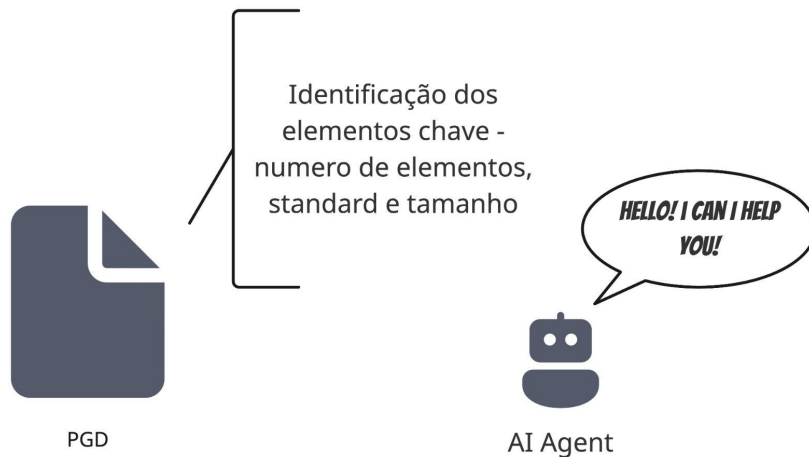 Identificação dos
elementos chave -
numero de elementos,
standard e tamanho
HELLO! I CAN I HELP
YOU!
PGD
AI Agent